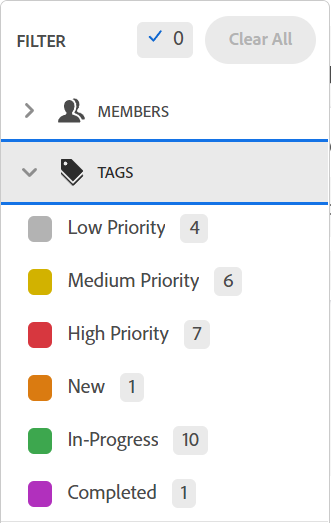 FILTER 0 Clear All
MEMBERS
TAGS
Low Priority 4
Medium Priority 6
High Priority 7
New 1
In-Progress 10
Completed 1